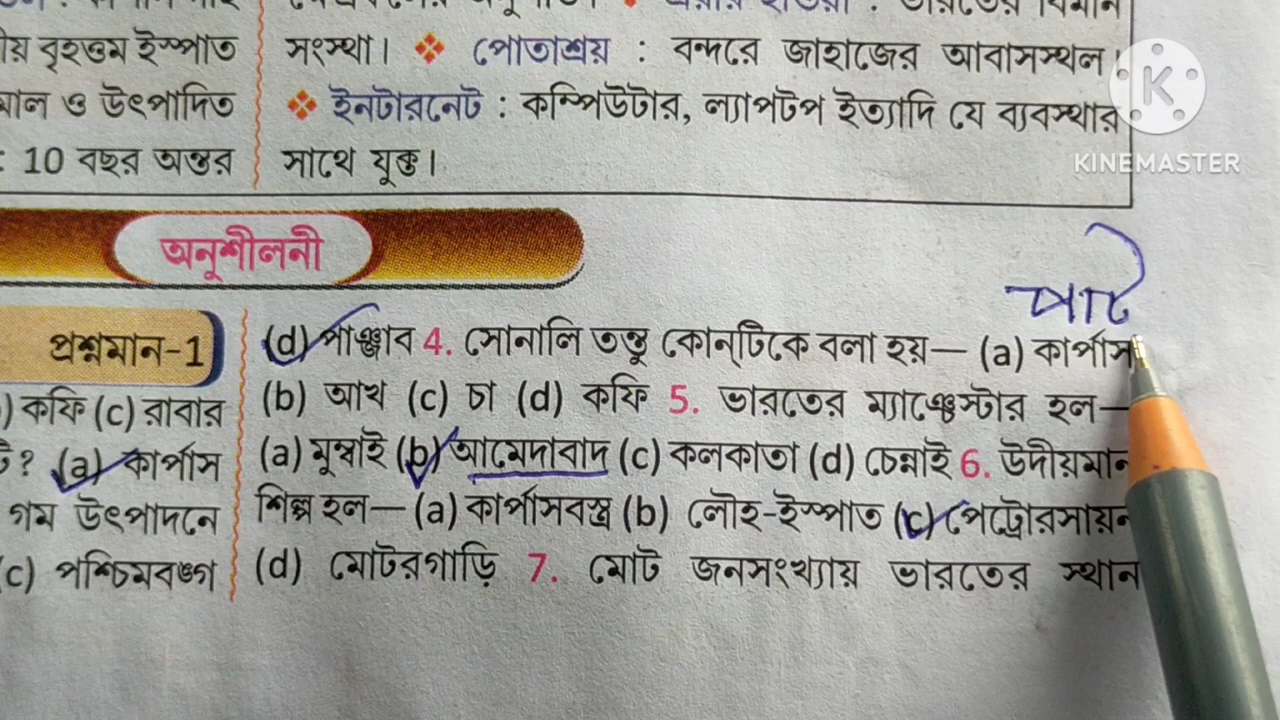 য় বৃহত্তম ইস্পাত
মাল ও উৎপাদিত
: 10 বছর অন্তর
সংস্থা। ❖ পোতাশ্রয় : বন্দরে জাহাজের আবাসস্থল।
❖ ইনটারনেট : কম্পিউটার, ল্যাপটপ ইত্যাদি যে ব্যবস্থার
সাথে যুক্ত।
KINEMASTER
অনুশীলনী
প্রশ্নমান-1
) কফি (c) রাবার
? (a) কার্পাস
গম উৎপাদনে
(c) পশ্চিমবঙ্গ
পাট
(d) পাঞ্জাব 4. সোনালি তন্তু কোন্‌টিকে বলা হয়— (a) কার্পাস
(b) আখ (c) চা (d) কফি 5. ভারতের ম্যাঞ্চেস্টার হল—
(a) মুম্বাই (b) আমেদাবাদ (c) কলকাতা (d) চেন্নাই 6. উদীয়মান
শিল্প হল— (a) কার্পাসবস্ত্র (b) লৌহ-ইস্পাত (c) পেট্রোরসায়ন
(d) মোটরগাড়ি 7. মোট জনসংখ্যায় ভারতের স্থান